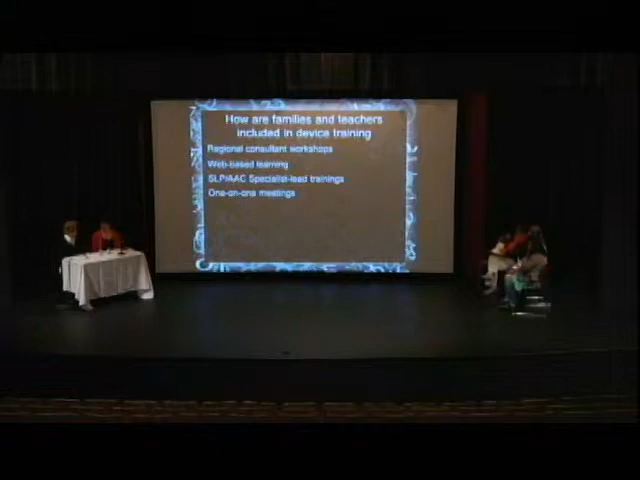 How are families and teachers
included in device training
Regional consultant workshops
Web-based learning
SLP/AAC Specialist-lead trainings
One-on-one meetings